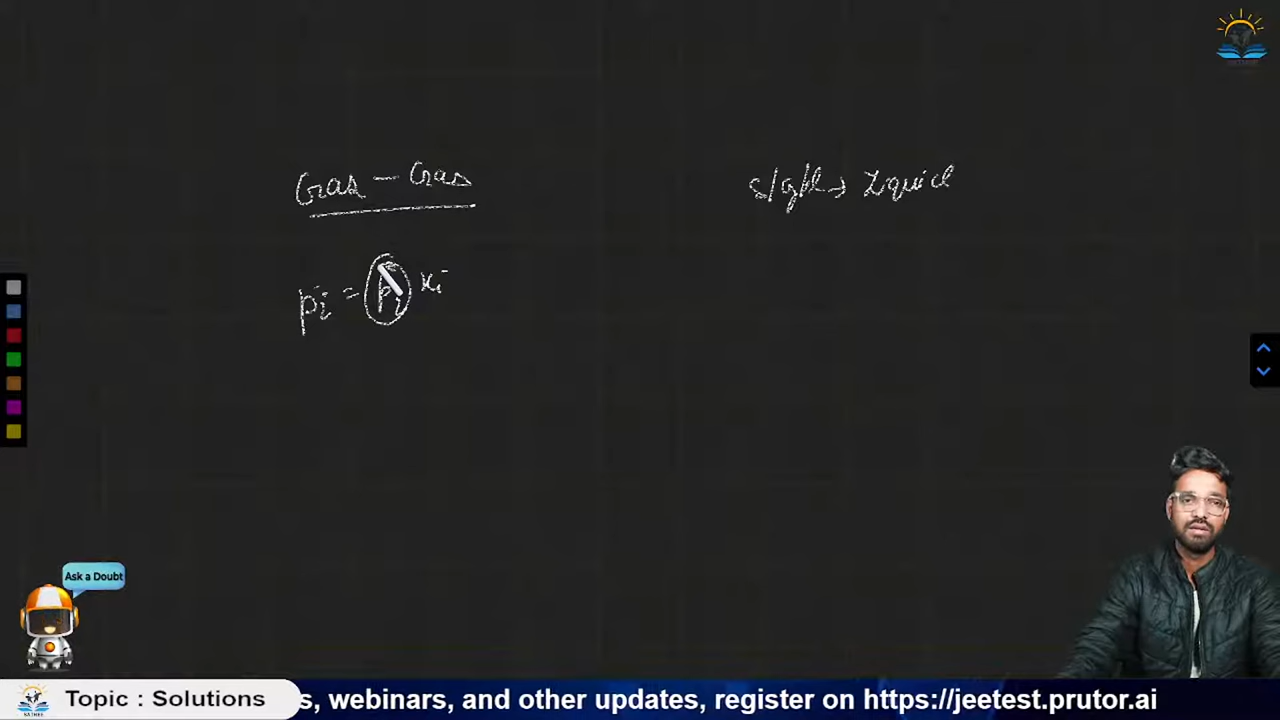 Gas – Gas
s/g/l → Liquid
pi = pi xi
Ask a Doubt
Topic : Solutions
s, webinars, and other updates, register on https://jeetest.prutor.ai